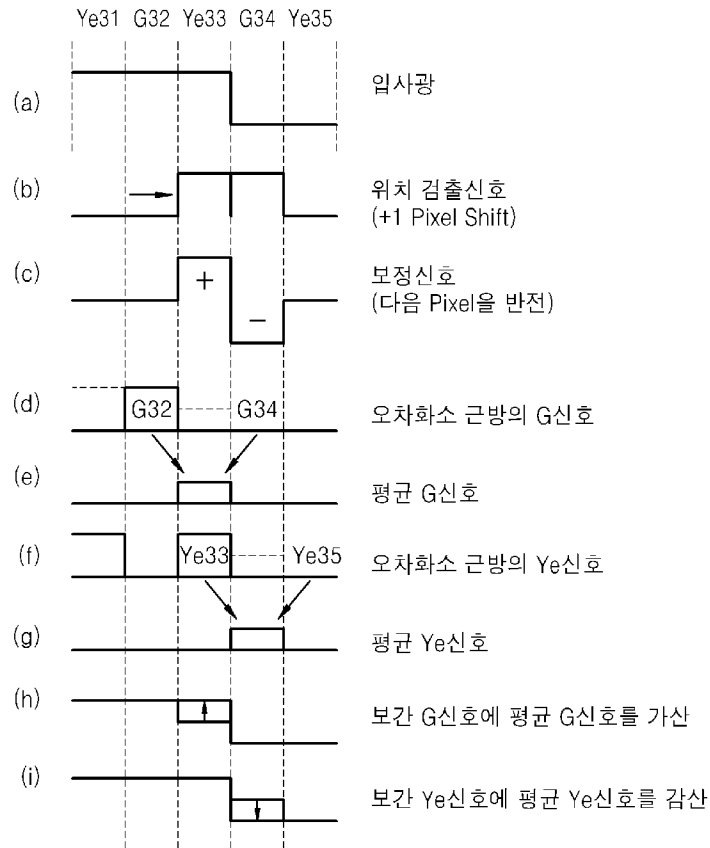 Ye31 G32 Ye33 G34 Ye35
(a) 입사광
(b) 위치 검출신호
(+1 Pixel Shift)
(c) + 보정신호
(다음 Pixel을 반전)
−
(d) G32 G34 오차화소 근방의 G신호
(e) 평균 G신호
(f) Ye33 Ye35 오차화소 근방의 Ye신호
(g) 평균 Ye신호
(h) 보간 G신호에 평균 G신호를 가산
(i) 보간 Ye신호에 평균 Ye신호를 감산